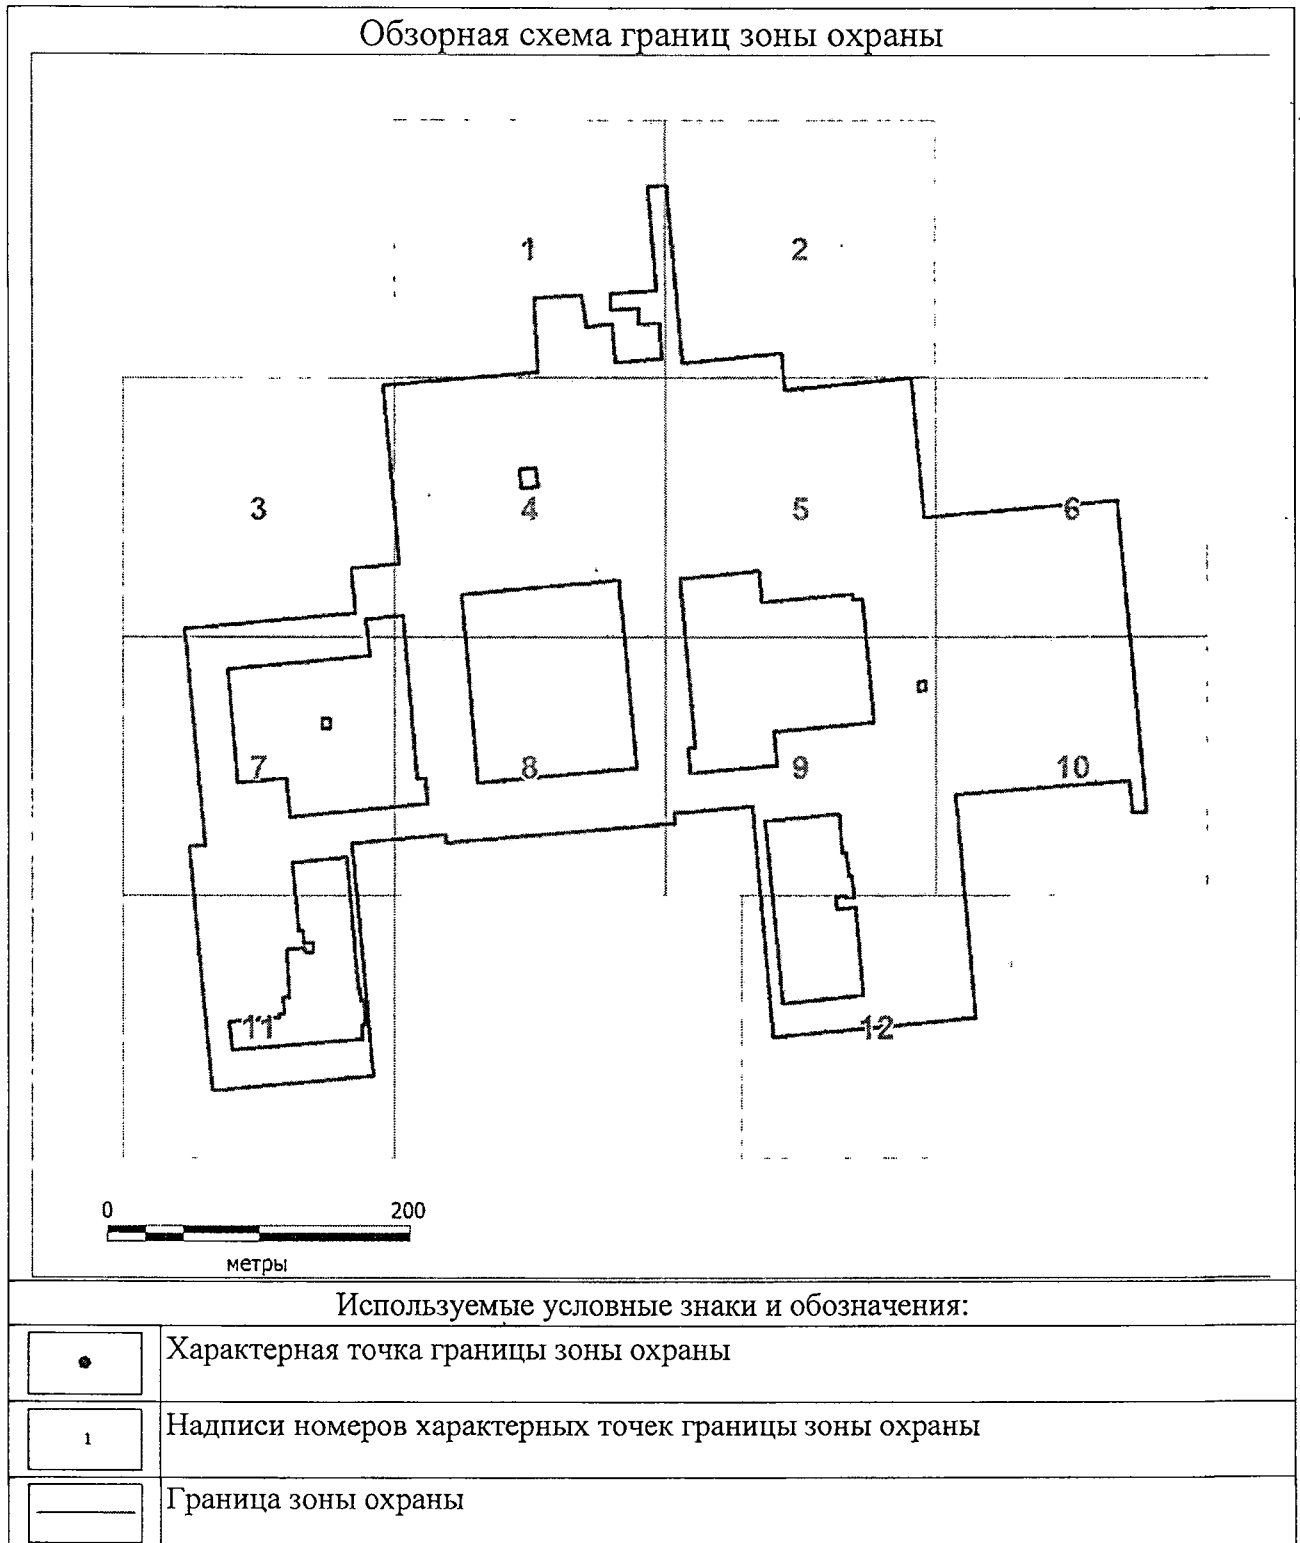 Обзорная схема границ зоны охраны
1
2
3
4
5
6
7
8
9
10
11
12
0
200
метры
Используемые условные знаки и обозначения:
Характерная точка границы зоны охраны
1
Надписи номеров характерных точек границы зоны охраны
Граница зоны охраны